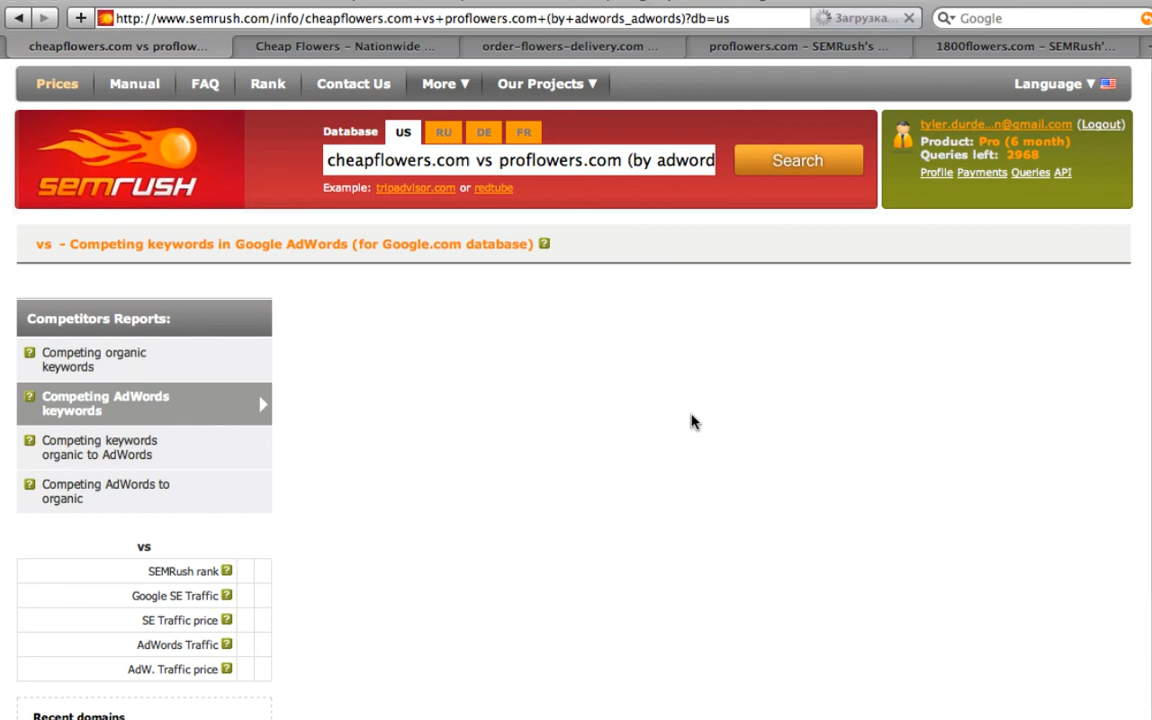 http://www.semrush.com/info/cheapflowers.com+vs+proflowers.com+(by+adwords_adwords)?db=us
Загрузка...
Google
cheapflowers.com vs proflow...
Cheap Flowers – Nationwide ...
order-flowers-delivery.com ...
proflowers.com – SEMRush's ...
1800flowers.com – SEMRush'...
Prices
Manual
FAQ
Rank
Contact Us
More ▼
Our Projects ▼
Language ▼
semrush
Database
US
RU
DE
FR
cheapflowers.com vs proflowers.com (by adword
Search
Example: tripadvisor.com or redtube
tyler.durde...n@gmail.com (Logout)
Product: Pro (6 month)
Queries left: 2968
Profile Payments Queries API
vs - Competing keywords in Google AdWords (for Google.com database) ?
Competitors Reports:
? Competing organic
keywords
? Competing AdWords
keywords
? Competing keywords
organic to AdWords
? Competing AdWords to
organic
vs
SEMRush rank ?
Google SE Traffic ?
SE Traffic price ?
AdWords Traffic ?
AdW. Traffic price ?
Recent domains